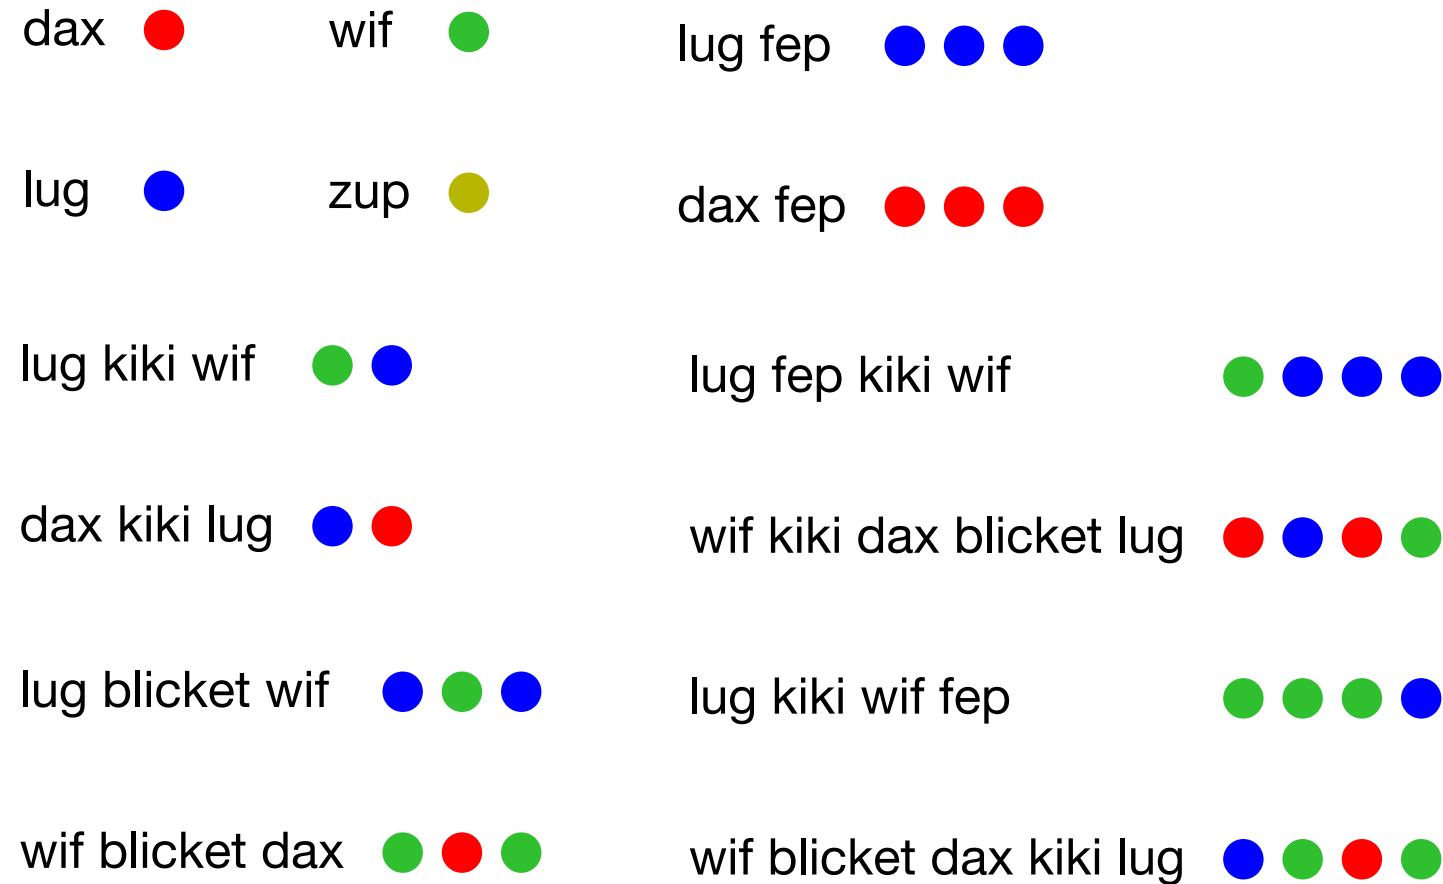 dax
wif
lug
zup
lug kiki wif
dax kiki lug
lug blicket wif
wif blicket dax
lug fep
dax fep
lug fep kiki wif
wif kiki dax blicket lug
lug kiki wif fep
wif blicket dax kiki lug